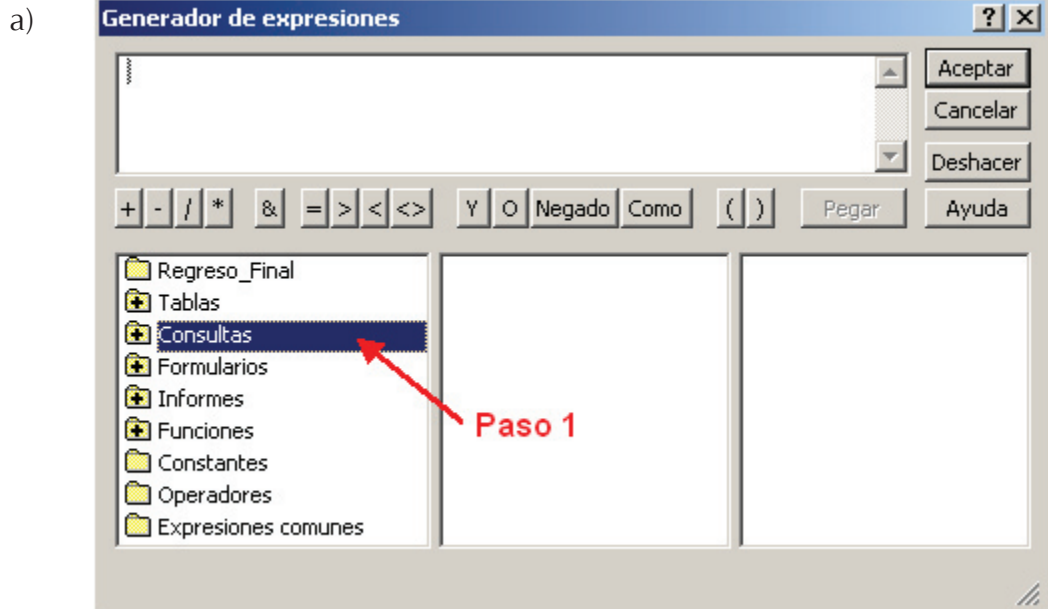 a)
Generador de expresiones ? X
Aceptar
Cancelar
Deshacer
+ - / * & = > < <> Y O Negado Como ( ) Pegar Ayuda
Regreso_Final
Tablas
Consultas
Formularios
Informes
Funciones
Constantes
Operadores
Expresiones comunes
Paso 1